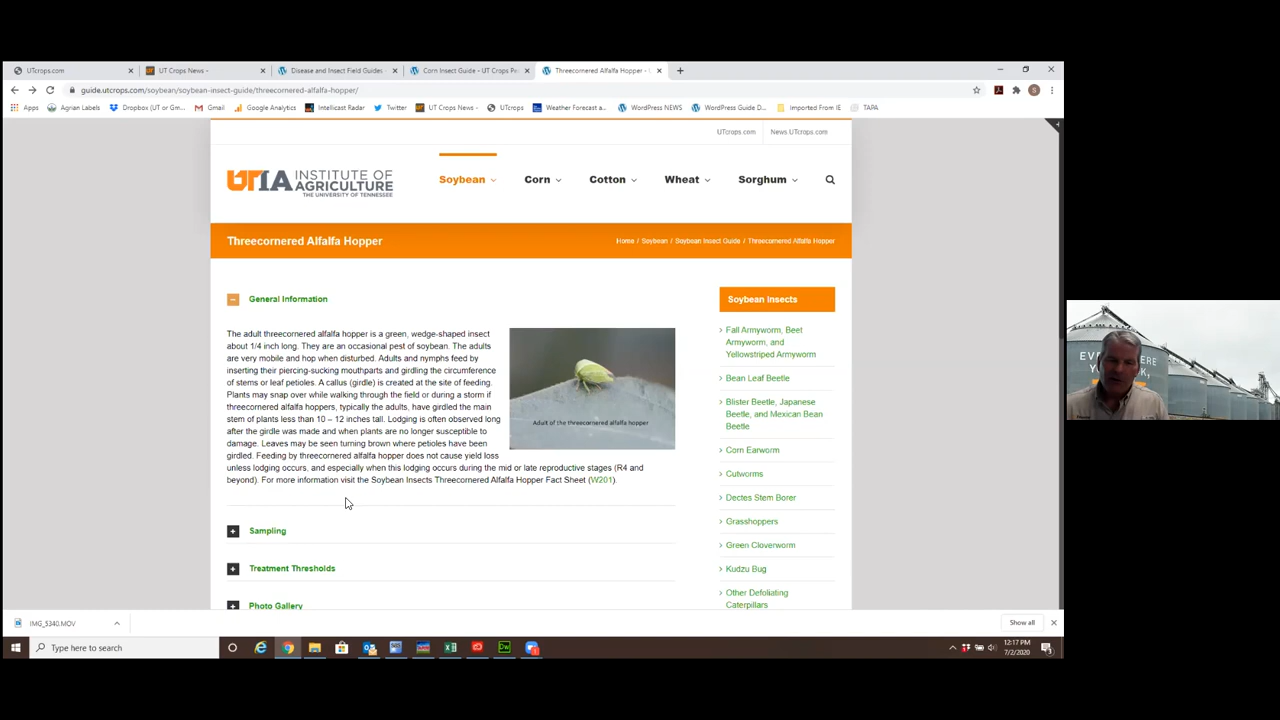 UTcrops.com
UT Crops News -
Disease and Insect Field Guides -
Corn Insect Guide - UT Crops Pr
Threecornered Alfalfa Hopper -
guide.utcrops.com/soybean/soybean-insect-guide/threecornered-alfalfa-hopper/
S
Apps
Agrian Labels
Dropbox (UT or Gm...
Gmail
Google Analytics
Intellicast Radar
Twitter
UT Crops News -
UTcrops
Weather Forecast a...
WordPress NEWS
WordPress Guide D...
Imported From IE
TAPA
UTcrops.com
News UTcrops.com
UTIA INSTITUTE OF
AGRICULTURE
THE UNIVERSITY OF TENNESSEE
Soybean
Corn
Cotton
Wheat
Sorghum
Threecornered Alfalfa Hopper
Home / Soybean / Soybean Insect Guide / Threecornered Alfalfa Hopper
General Information
The adult threecornered alfalfa hopper is a green, wedge-shaped insect
about 1/4 inch long. They are an occasional pest of soybean. The adults
are very mobile and hop when disturbed. Adults and nymphs feed by
inserting their piercing-sucking mouthparts and girdling the circumference
of stems or leaf petioles. A callus (girdle) is created at the site of feeding.
Plants may snap over while walking through the field or during a storm if
threecornered alfalfa hoppers, typically the adults, have girdled the main
stem of plants less than 10 – 12 inches tall. Lodging is often observed long
after the girdle was made and when plants are no longer susceptible to
damage. Leaves may be seen turning brown where petioles have been
girdled. Feeding by threecornered alfalfa hopper does not cause yield loss
unless lodging occurs, and especially when this lodging occurs during the mid or late reproductive stages (R4 and
beyond). For more information visit the Soybean Insects Threecornered Alfalfa Hopper Fact Sheet (W201).
Adult of the threecornered alfalfa hopper
Sampling
Treatment Thresholds
Photo Gallery
Soybean Insects
Fall Armyworm, Beet
Armyworm, and
Yellowstriped Armyworm
Bean Leaf Beetle
Blister Beetle, Japanese
Beetle, and Mexican Bean
Beetle
Corn Earworm
Cutworms
Dectes Stem Borer
Grasshoppers
Green Cloverworm
Kudzu Bug
Other Defoliating
Caterpillars
IMG_5340.MOV
Show all
Type here to search
12:17 PM
7/2/2020